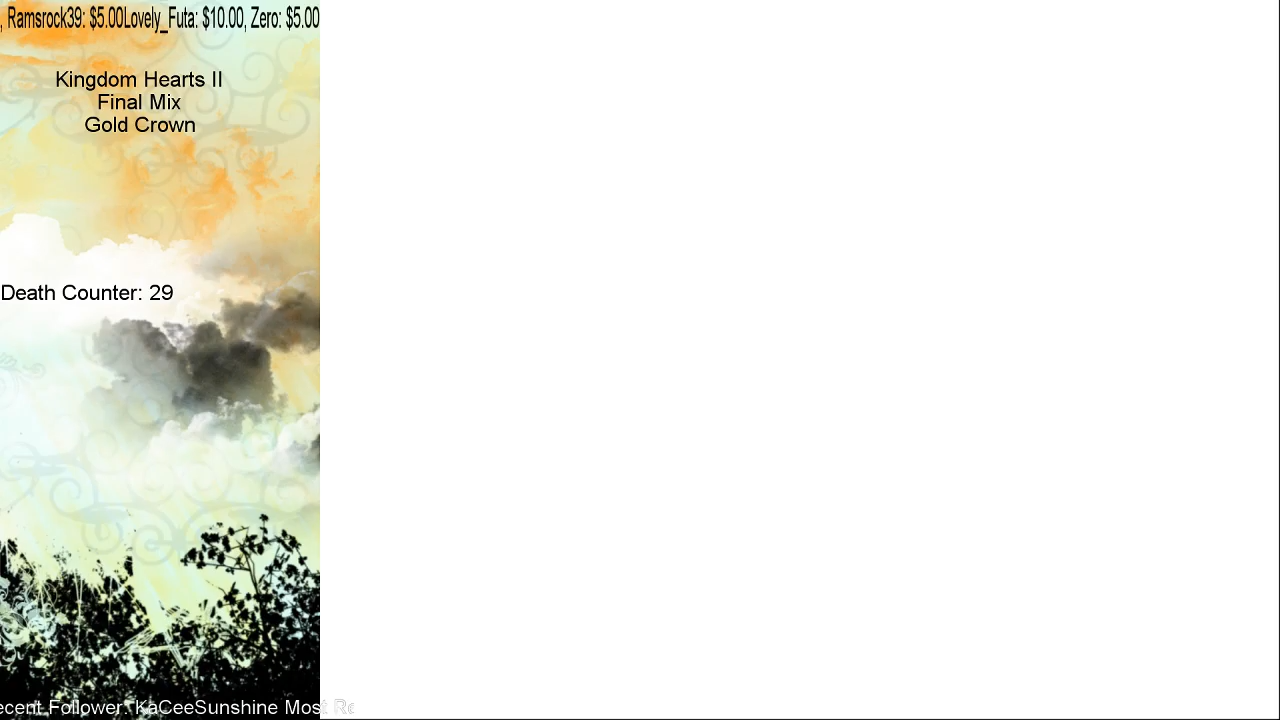 , Ramsrock39: $5.00Lovely_Futa: $10.00, Zero: $5.00
Kingdom Hearts II
Final Mix
Gold Crown
Death Counter: 29
ecent Follower: KaCeeSunshine Most Re